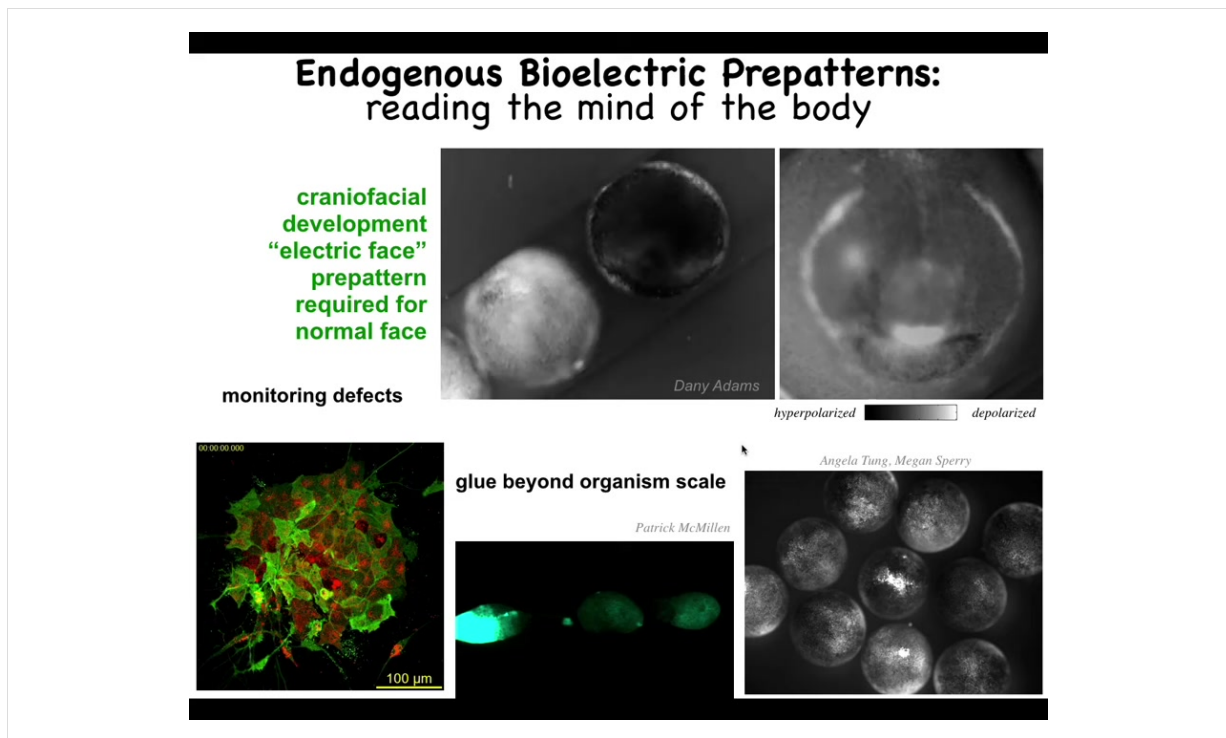 Endogenous Bioelectric Prepatterns:
reading the mind of the body
craniofacial
development
“electric face”
prepattern
required for
normal face
Dany Adams
monitoring defects
hyperpolarized
depolarized
00:00:00.000
100 µm
glue beyond organism scale
Patrick McMillen
Angela Tung, Megan Sperry